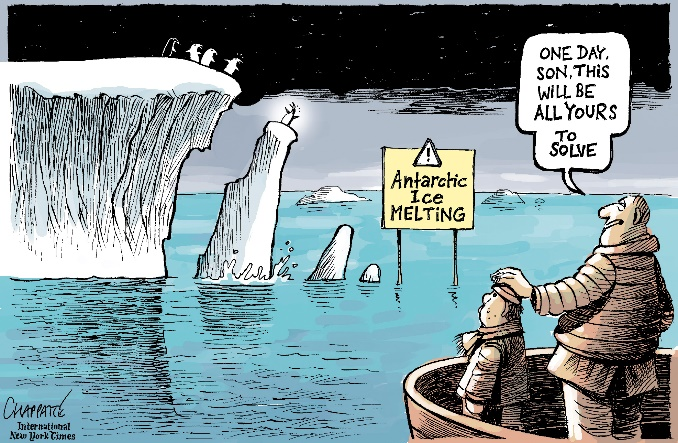 ONE DAY,
SON, THIS
WILL BE
ALL YOURS
TO
SOLVE
Antarctic
Ice
MELTING
CHAPPATTE
International
New York Times